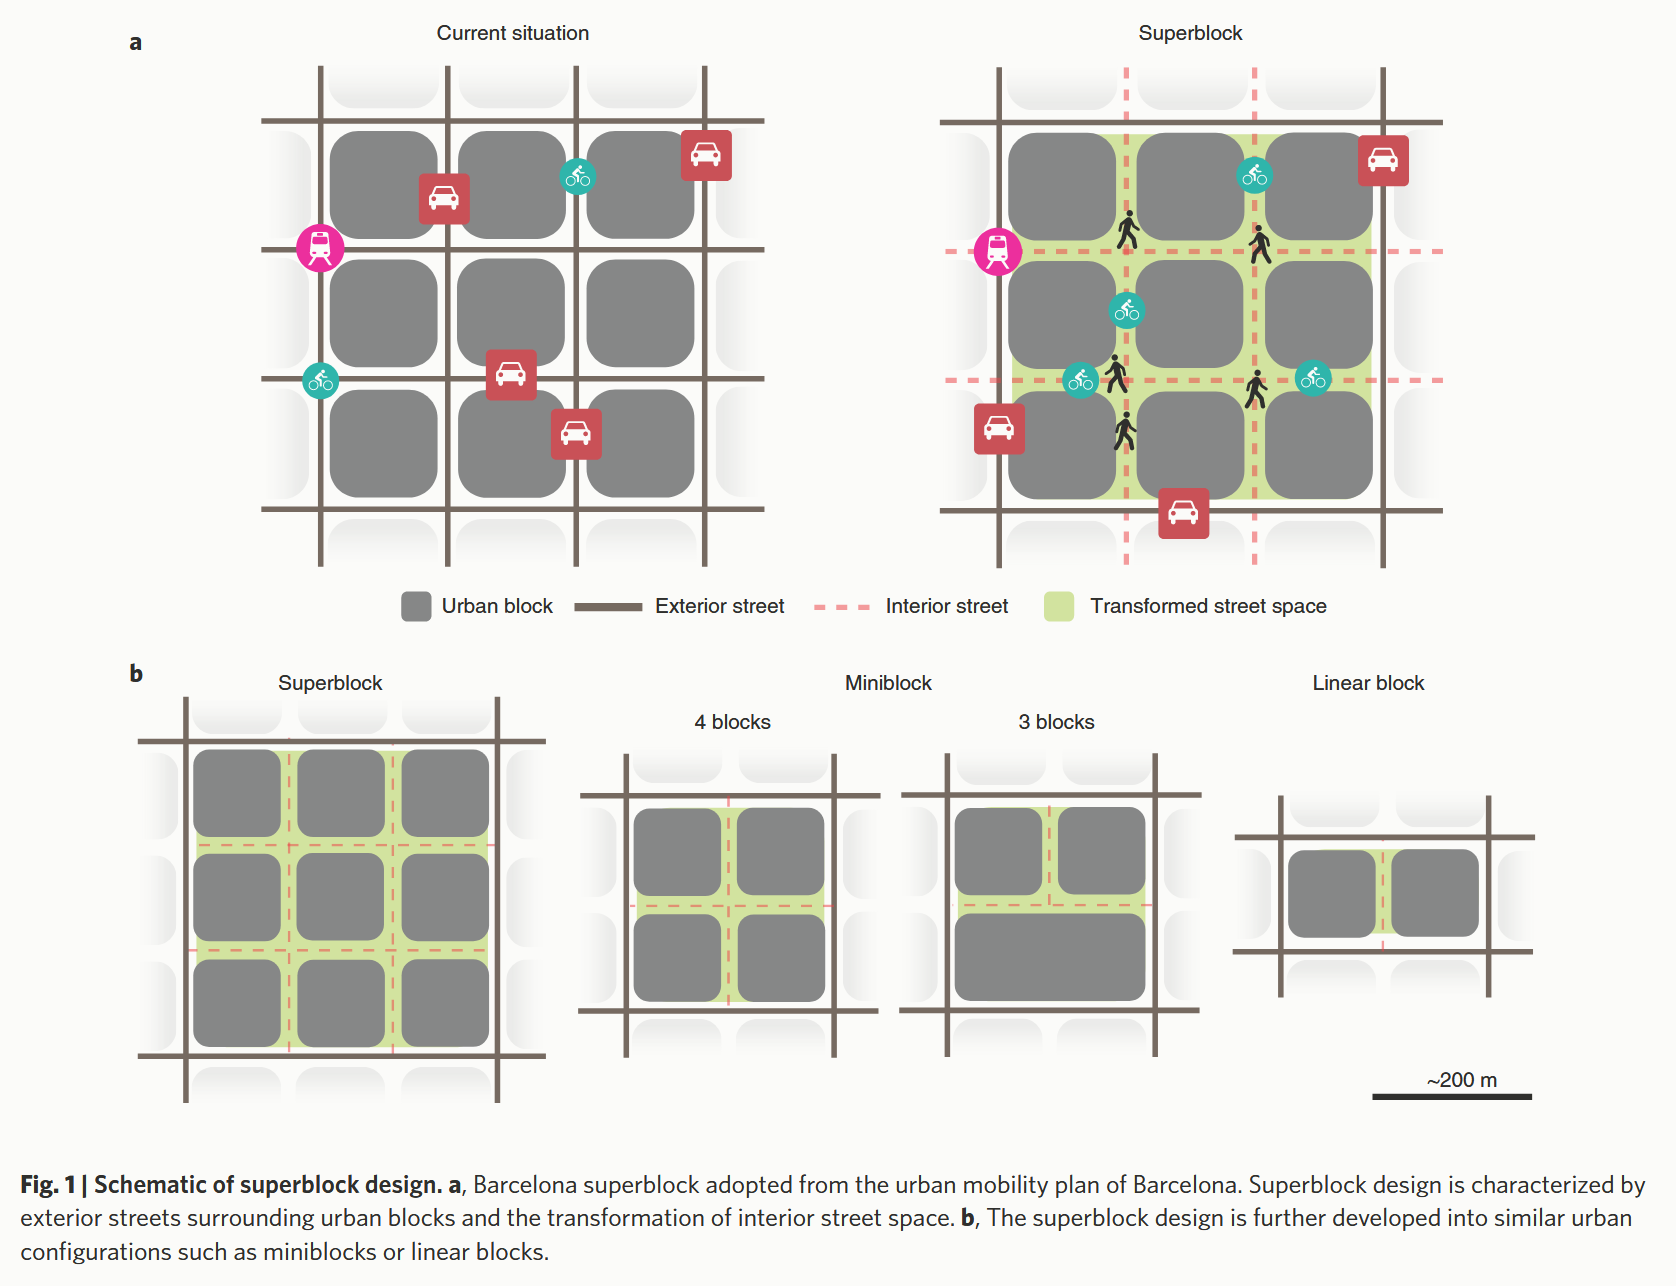 a
Current situation
Superblock
Urban block
Exterior street
Interior street
Transformed street space
b
Superblock
Miniblock
Linear block
4 blocks
3 blocks
~200 m
Fig. 1 | Schematic of superblock design. a, Barcelona superblock adopted from the urban mobility plan of Barcelona. Superblock design is characterized by
exterior streets surrounding urban blocks and the transformation of interior street space. b, The superblock design is further developed into similar urban
configurations such as miniblocks or linear blocks.